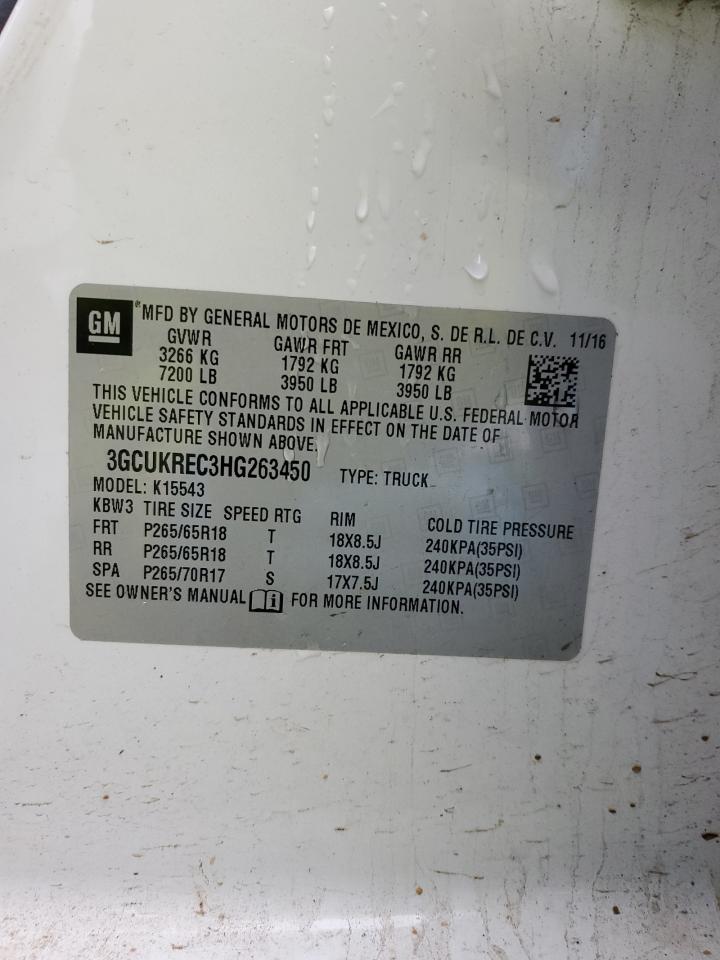 GM
® MFD BY GENERAL MOTORS DE MEXICO, S. DE R.L. DE C.V. 11/16
GVWR GAWR FRT GAWR RR
3266 KG 1792 KG 1792 KG
7200 LB 3950 LB 3950 LB
THIS VEHICLE CONFORMS TO ALL APPLICABLE U.S. FEDERAL MOTOR
VEHICLE SAFETY STANDARDS IN EFFECT ON THE DATE OF
MANUFACTURE SHOWN ABOVE.
3GCUKREC3HG263450 TYPE: TRUCK
MODEL: K15543
KBW3 TIRE SIZE SPEED RTG RIM COLD TIRE PRESSURE
FRT P265/65R18 T 18X8.5J 240KPA(35PSI)
RR P265/65R18 T 18X8.5J 240KPA(35PSI)
SPA P265/70R17 S 17X7.5J 240KPA(35PSI)
SEE OWNER'S MANUAL i FOR MORE INFORMATION.